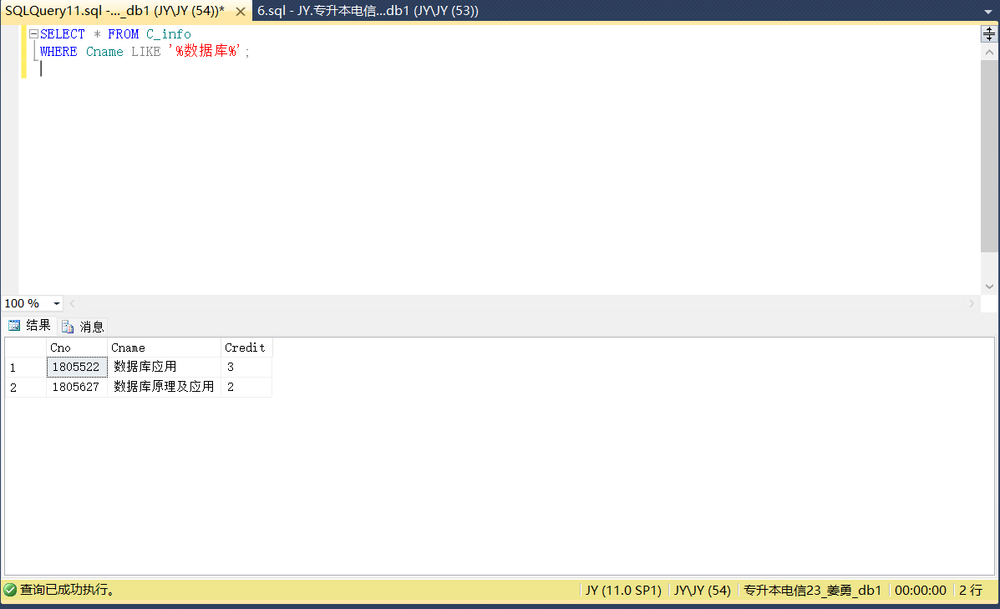 SQLQuery11.sql -..._db1 (JY\JY (54))* 6.sql - JY.专升本电信...db1 (JY\JY (53))
SELECT * FROM C_info
WHERE Cname LIKE '%数据库%';
100 %
结果 消息
Cno Cname Credit
1 1805522 数据库应用 3
2 1805627 数据库原理及应用 2
查询已成功执行。 JY (11.0 SP1) JY\JY (54) 专升本电信23_姜勇_db1 00:00:00 2 行